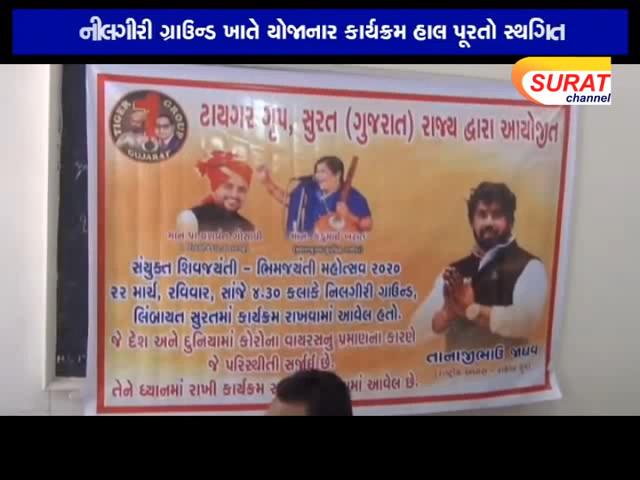 નીલગીરી ગ્રાઉન્ડ ખાતે યોજાનાર કાર્યક્રમ હાલ પૂરતો સ્થગિત
SURAT
channel
TIGER GROUP
1
GUJARAT
ટાયગર ગૃપ, સુરત (ગુજરાત) રાજ્ય દ્વારા આયોજીત
સંયુક્ત શિવજયંતી - ભિમજયંતી મહોત્સવ ૨૦૨૦
૨૨ માર્ચ, રવિવાર, સાંજે ૪.૩૦ કલાકે નિલગીરી ગ્રાઉન્ડ,
લિંબાયત સુરતમાં કાર્યક્રમ રાખવામાં આવેલ હતો.
જે દેશ અને દુનિયામાં કોરોના વાયરસનુ પ્રમાણના કારણે
જે પરિસ્થીતી સર્જાઈ છે.
તેને ધ્યાનમાં રાખી કાર્યક્રમ આવેલ છે...
તાનાજીભાઉ જાધવ